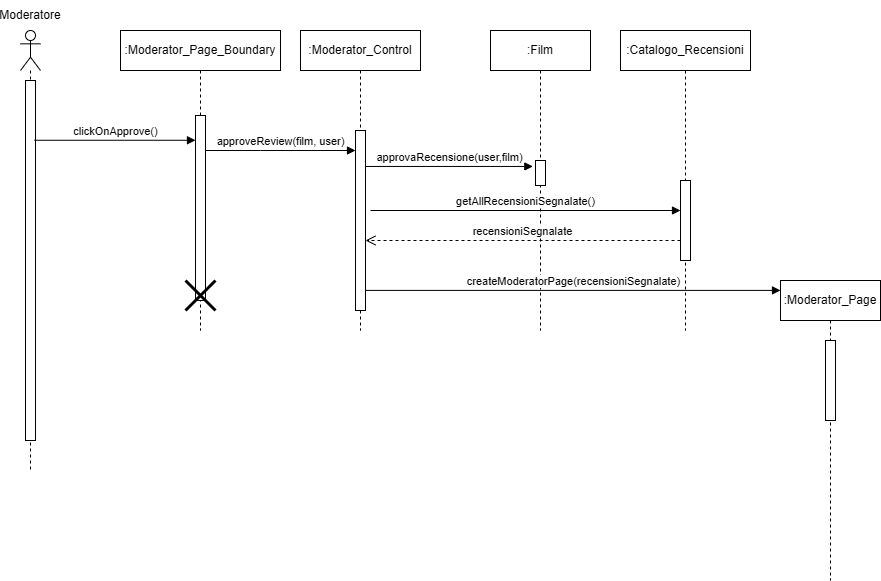 Moderatore
:Moderator_Page_Boundary
:Moderator_Control
:Film
:Catalogo_Recensioni
clickOnApprove()
approveReview(film, user)
approvaRecensione(user,film)
getAllRecensioniSegnalate()
recensioniSegnalate
createModeratorPage(recensioniSegnalate)
:Moderator_Page